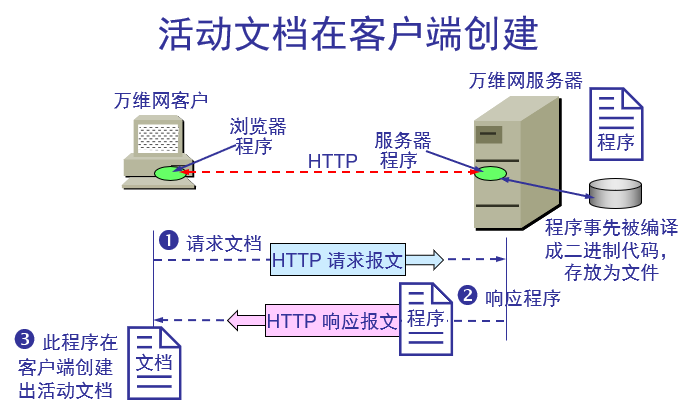 活动文档在客户端创建
万维网客户
万维网服务器
浏览器
程序
服务器
程序
HTTP
程序
程序事先被编译
成二进制代码，
存放为文件
❶ 请求文档
HTTP 请求报文
❷ 响应程序
HTTP 响应报文
程序
❸ 此程序在
客户端创建
出活动文档
文档